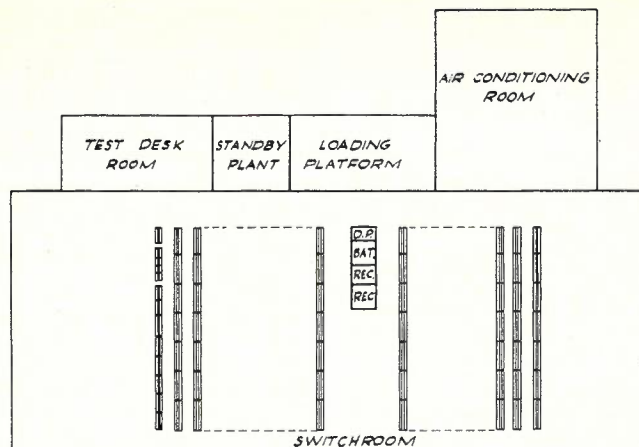 AIR CONDITIONING
ROOM
TEST DESK
ROOM
STANDBY
PLANT
LOADING
PLATFORM
D.P.
BAT.
REC.
REC
SWITCHROOM